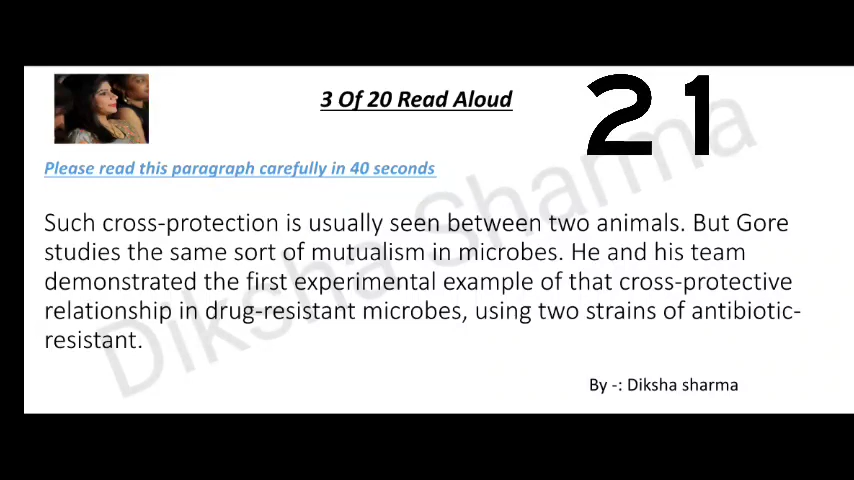 3 Of 20 Read Aloud
21
Please read this paragraph carefully in 40 seconds
Such cross-protection is usually seen between two animals. But Gore
studies the same sort of mutualism in microbes. He and his team
demonstrated the first experimental example of that cross-protective
relationship in drug-resistant microbes, using two strains of antibiotic-
resistant.
By -: Diksha sharma
Diksha Sharma